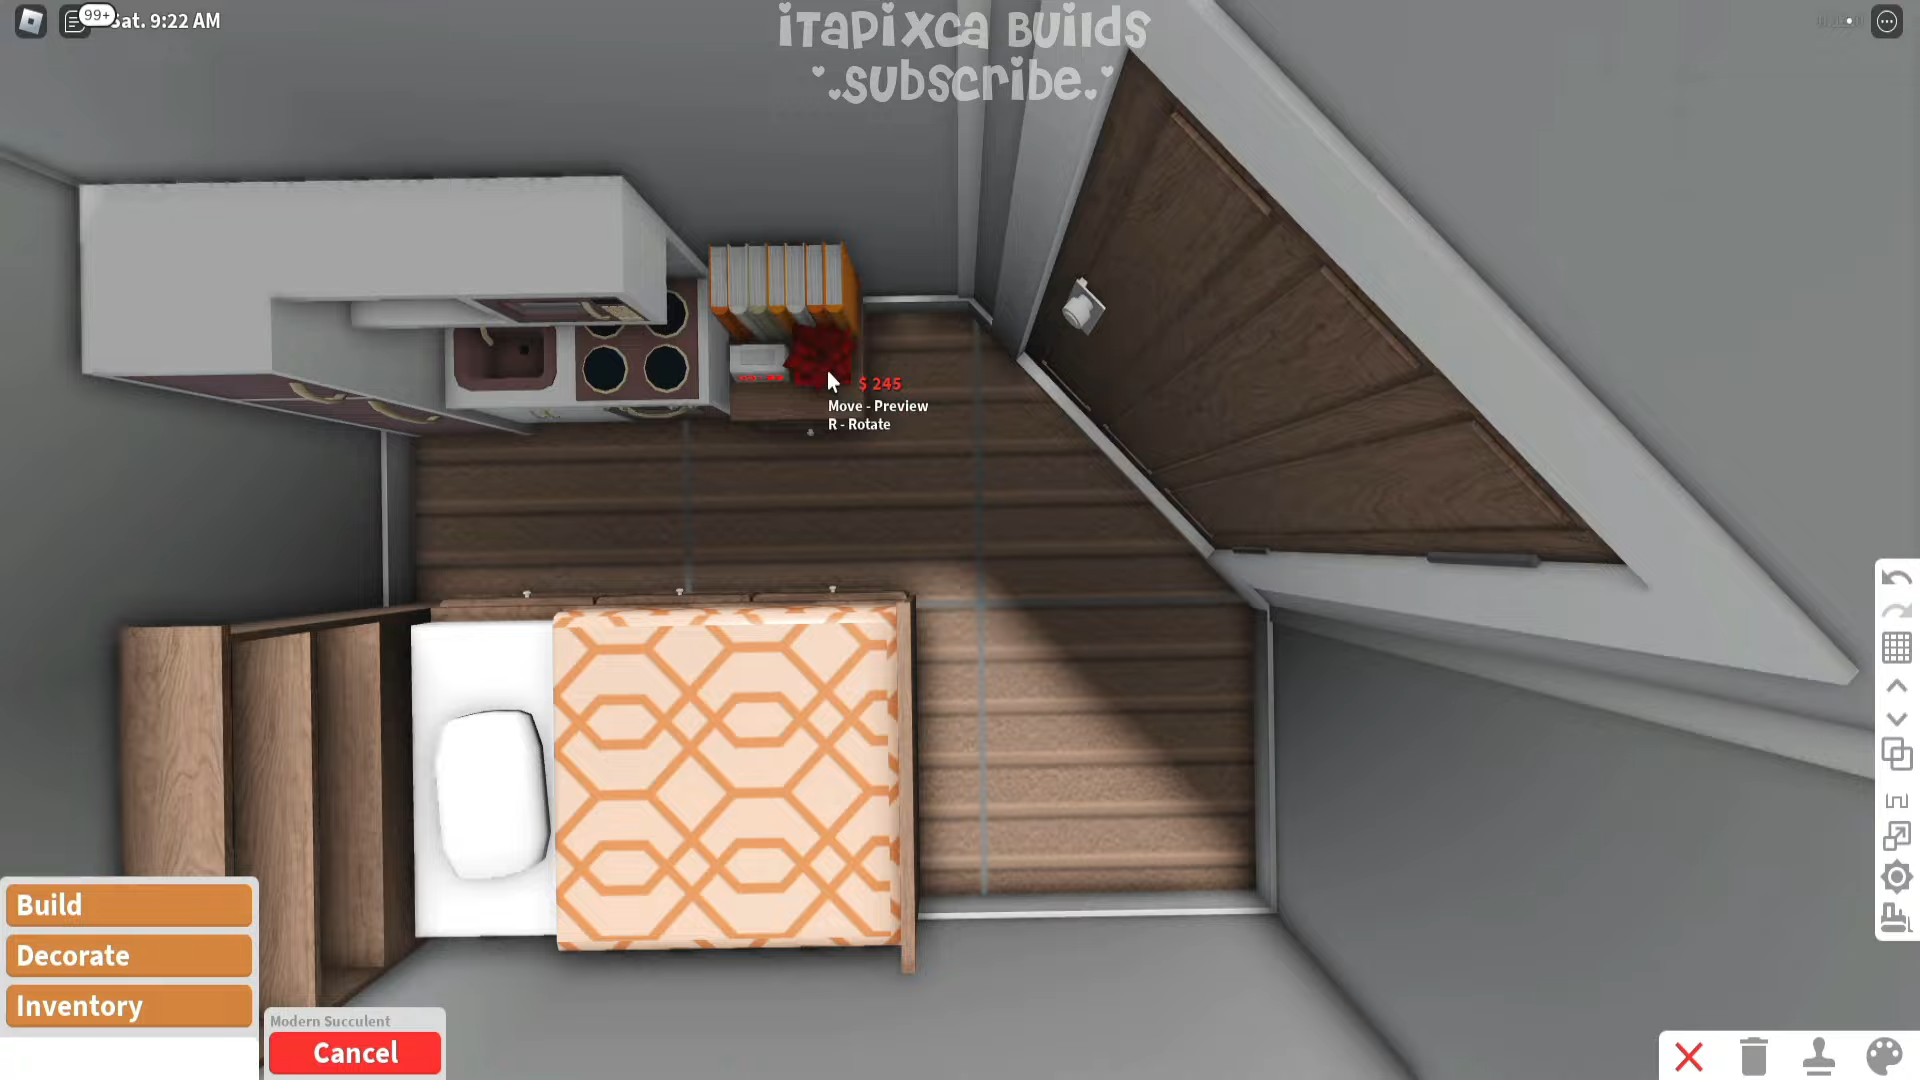 99+
Sat. 9:22 AM
iTapixca Builds
.subscribe.
$ 245
Move - Preview
R - Rotate
Build
Decorate
Inventory
Modern Succulent
Cancel